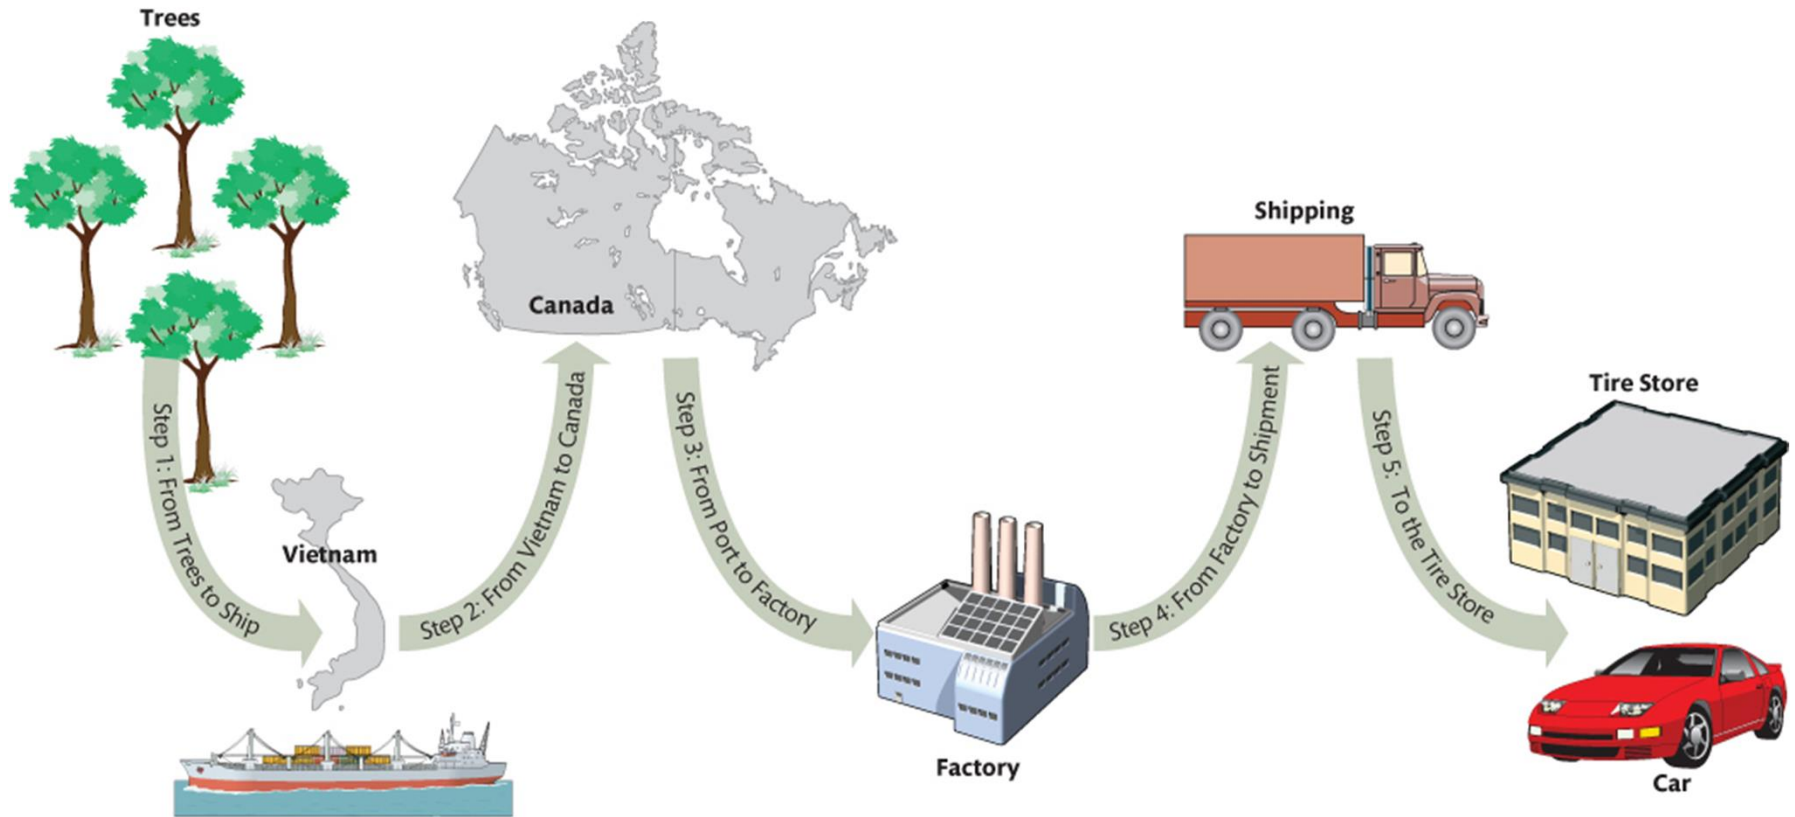 Trees
Step 1: From Trees to Ship
Vietnam
Step 2: From Vietnam to Canada
Canada
Step 3: From Port to Factory
Factory
Step 4: From Factory to Shipment
Shipping
Step 5: To the Tire Store
Tire Store
Car